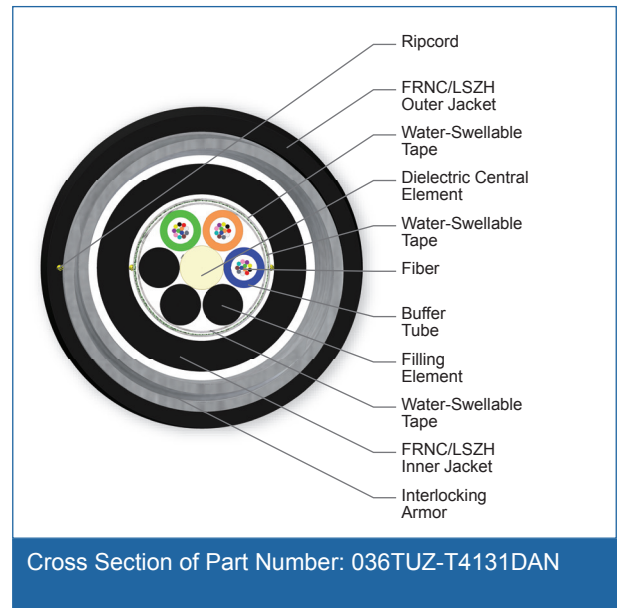 Ripcord
FRNC/LSZH
Outer Jacket
Water-Swellable
Tape
Dielectric Central
Element
Water-Swellable
Tape
Fiber
Buffer
Tube
Filling
Element
Water-Swellable
Tape
FRNC/LSZH
Inner Jacket
Interlocking
Armor
Cross Section of Part Number: 036TUZ-T4131DAN